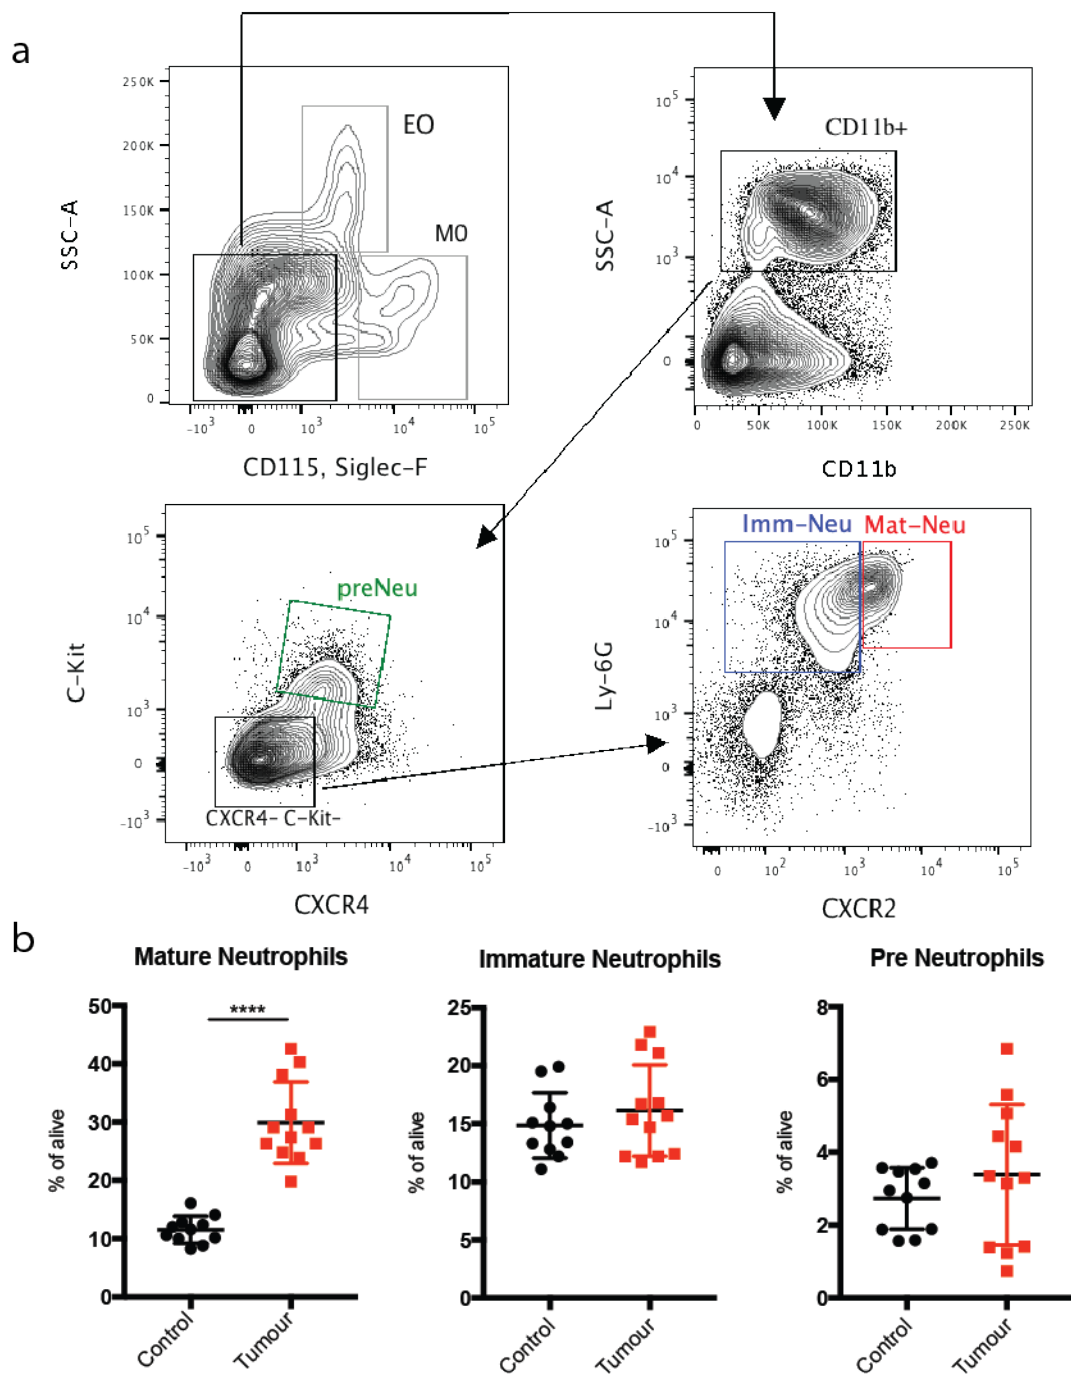 a
250K
200K
150K
100K
50K
0
SSC-A
EO
MO
-10³ 0 10³ 10⁴ 10⁵
CD115, Siglec-F
10⁵
10⁴
10³
0
SSC-A
CD11b+
0 50K 100K 150K 200K 250K
CD11b
10⁵
10⁴
10³
0
-10³
C-Kit
preNeu
CXCR4- C-Kit-
-10³ 0 10³ 10⁴ 10⁵
CXCR4
Imm-Neu Mat-Neu
10⁵
10⁴
10³
0
-10³
Ly-6G
0 10² 10³ 10⁴ 10⁵
CXCR2
b
Mature Neutrophils
50
40
30
20
10
0
% of alive
****
Control
Tumour
Immature Neutrophils
25
20
15
10
5
0
% of alive
Control
Tumour
Pre Neutrophils
8
6
4
2
0
% of alive
Control
Tumour